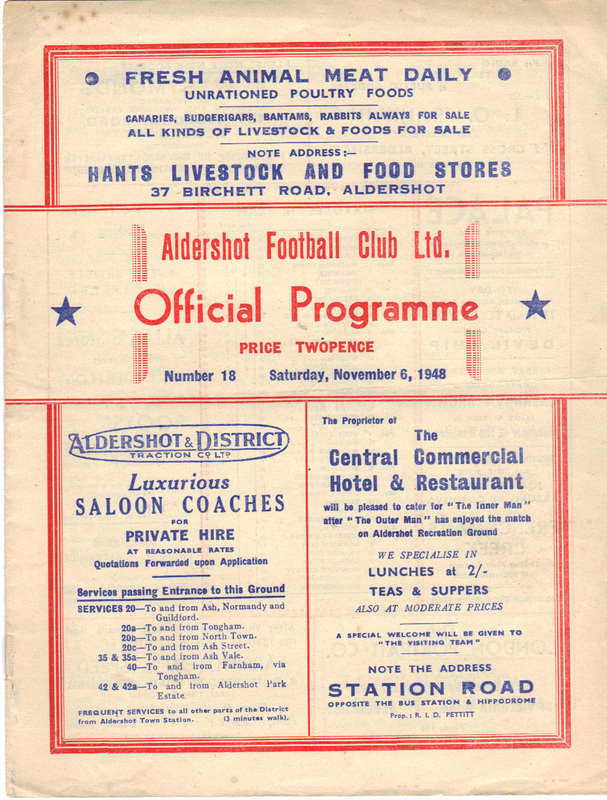 FRESH ANIMAL MEAT DAILY
UNRATIONED POULTRY FOODS
CANARIES, BUDGERIGARS, BANTAMS, RABBITS ALWAYS FOR SALE
ALL KINDS OF LIVESTOCK & FOODS FOR SALE
NOTE ADDRESS:—
HANTS LIVESTOCK AND FOOD STORES
37 BIRCHETT ROAD, ALDERSHOT
Aldershot Football Club Ltd.
Official Programme
PRICE TWOPENCE
Number 18 Saturday, November 6, 1948
ALDERSHOT & DISTRICT
TRACTION CO LTD
Luxurious
SALOON COACHES
FOR
PRIVATE HIRE
AT REASONABLE RATES
Quotations Forwarded upon Application
Services passing Entrance to this Ground
SERVICES 20—To and from Ash, Normandy and
Guildford.
20a—To and from Tongham.
20b—To and from North Town.
20c—To and from Ash Street.
35 & 35a—To and from Ash Vale.
40—To and from Farnham, via
Tongham.
42 & 42a—To and from Aldershot Park
Estate.
FREQUENT SERVICES to all other parts of the District
from Aldershot Town Station. (3 minutes walk).
The Proprietor of
The
Central Commercial
Hotel & Restaurant
will be pleased to cater for "The Inner Man"
after "The Outer Man" has enjoyed the match
on Aldershot Recreation Ground
WE SPECIALISE IN
LUNCHES at 2/-
TEAS & SUPPERS
ALSO AT MODERATE PRICES
A SPECIAL WELCOME WILL BE GIVEN TO
"THE VISITING TEAM"
NOTE THE ADDRESS
STATION ROAD
OPPOSITE THE BUS STATION & HIPPODROME
Prop.: R. I. D. PETTITT